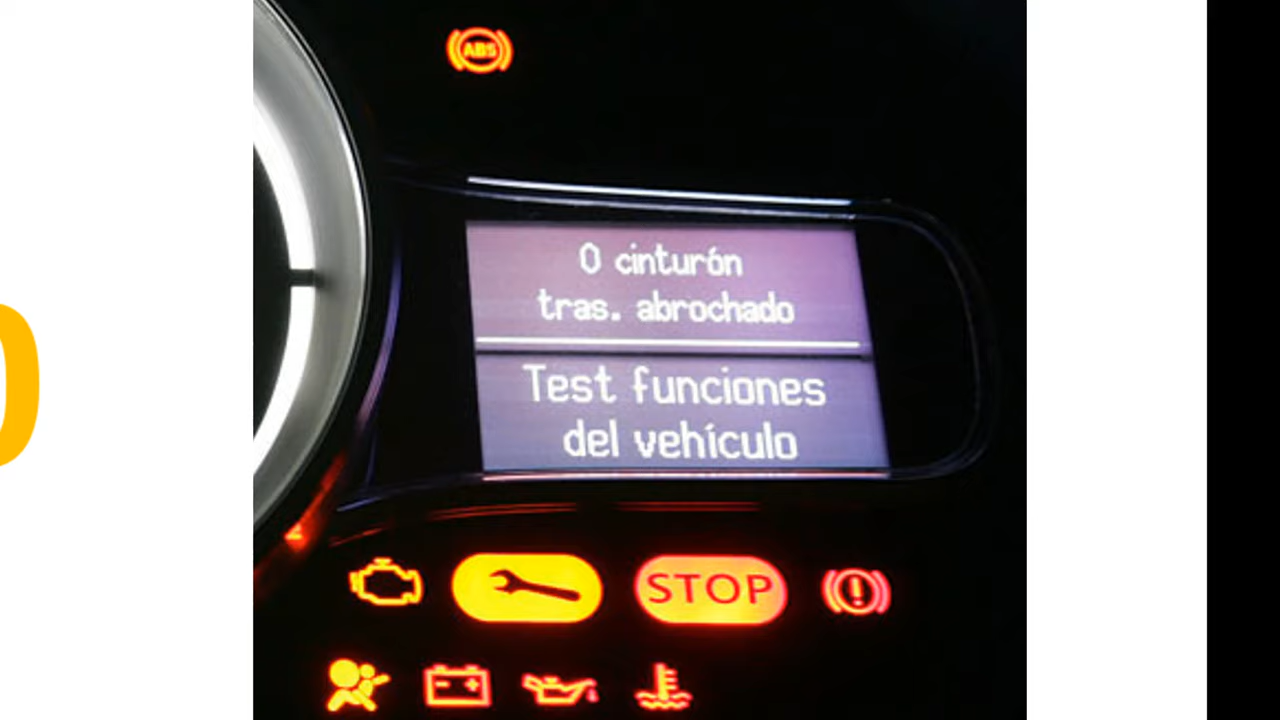 ABS
0 cinturón
tras. abrochado
Test funciones
del vehículo
STOP